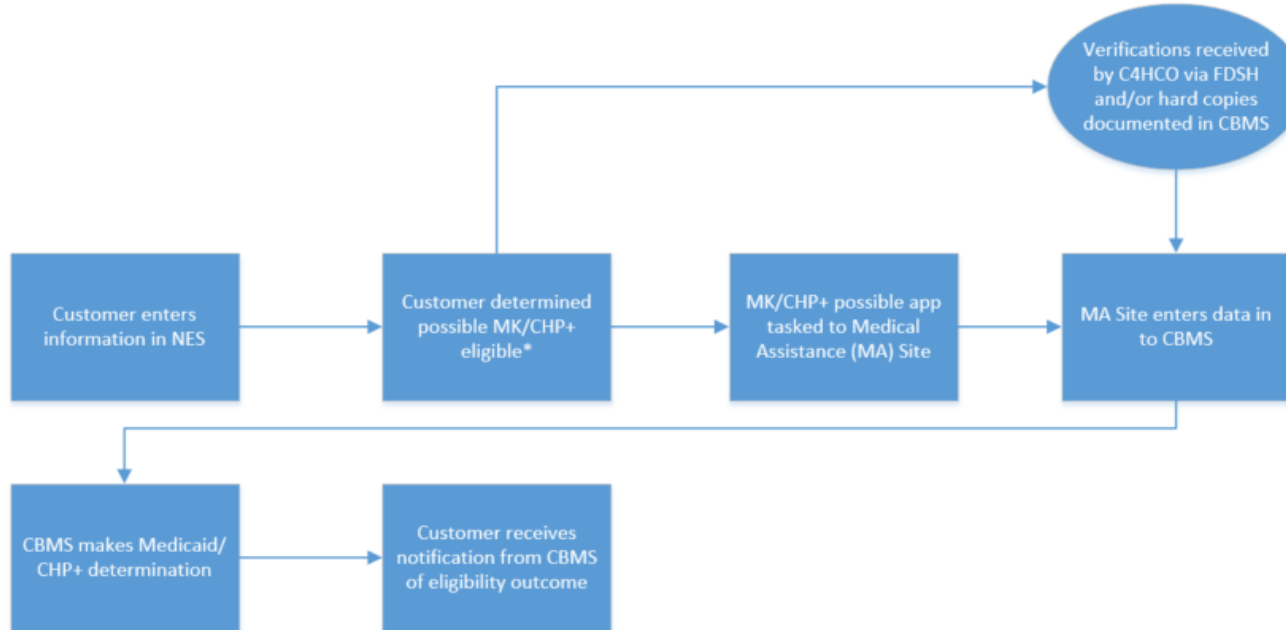 Verifications received
by C4HCO via FDSH
and/or hard copies
documented in CBMS
Customer enters
information in NES
Customer determined
possible MK/CHP+
eligible*
MK/CHP+ possible app
tasked to Medical
Assistance (MA) Site
MA Site enters data in
to CBMS
CBMS makes Medicaid/
CHP+ determination
Customer receives
notification from CBMS
of eligibility outcome